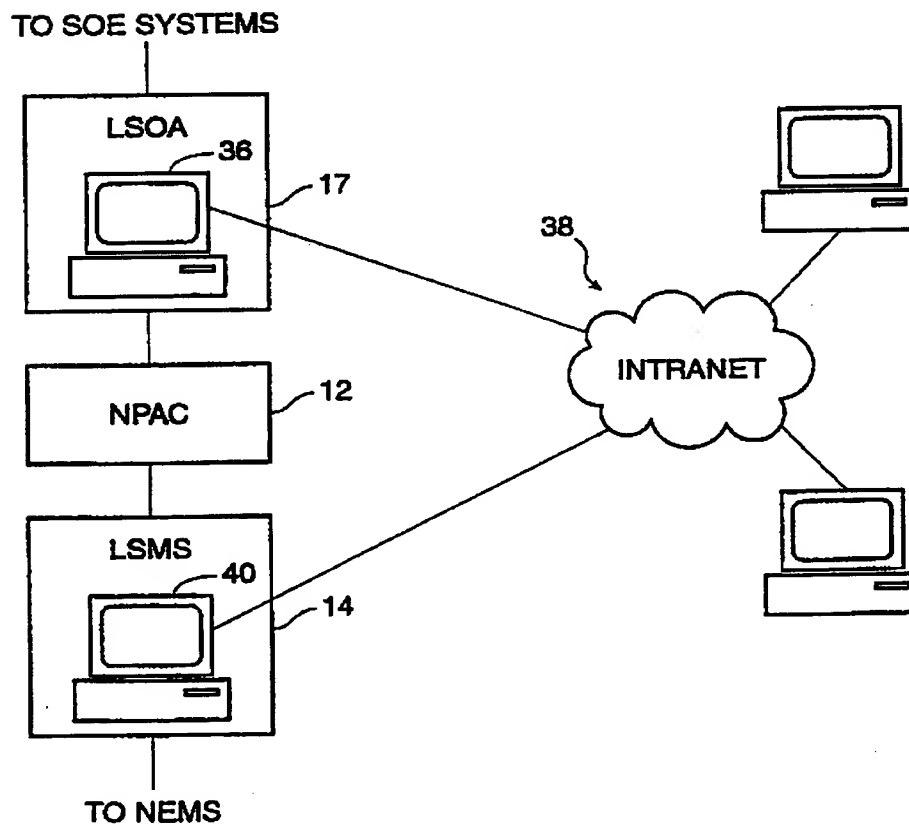 TO SOE SYSTEMS
LSOA
36
17
38
INTRANET
NPAC
12
LSMS
40
14
TO NEMS